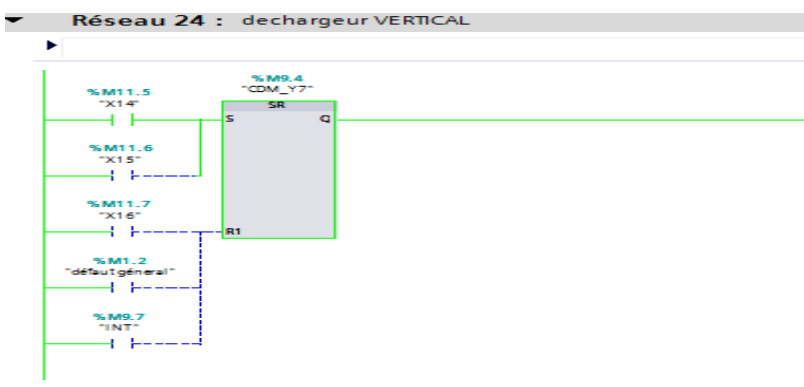 Réseau 24 : dechargeur VERTICAL
%M11.5
"X14"
%M9.4
"CDM_Y7"
SR
S Q
%M11.6
"X15"
%M11.7
"X16"
R1
%M1.2
"défaut géneral"
%M9.7
"INT"